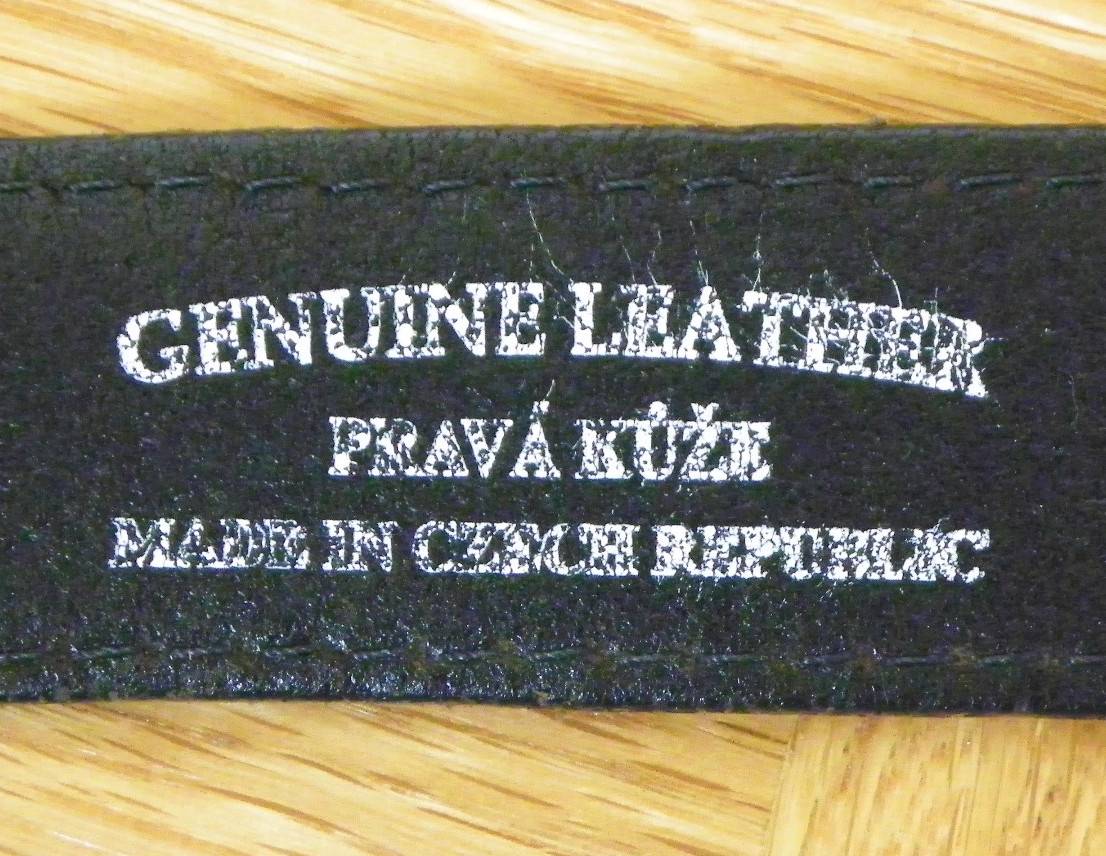 GENUINE LEATHER
PRAVÁ KŮŽE
MADE IN CZECH REPUBLIC